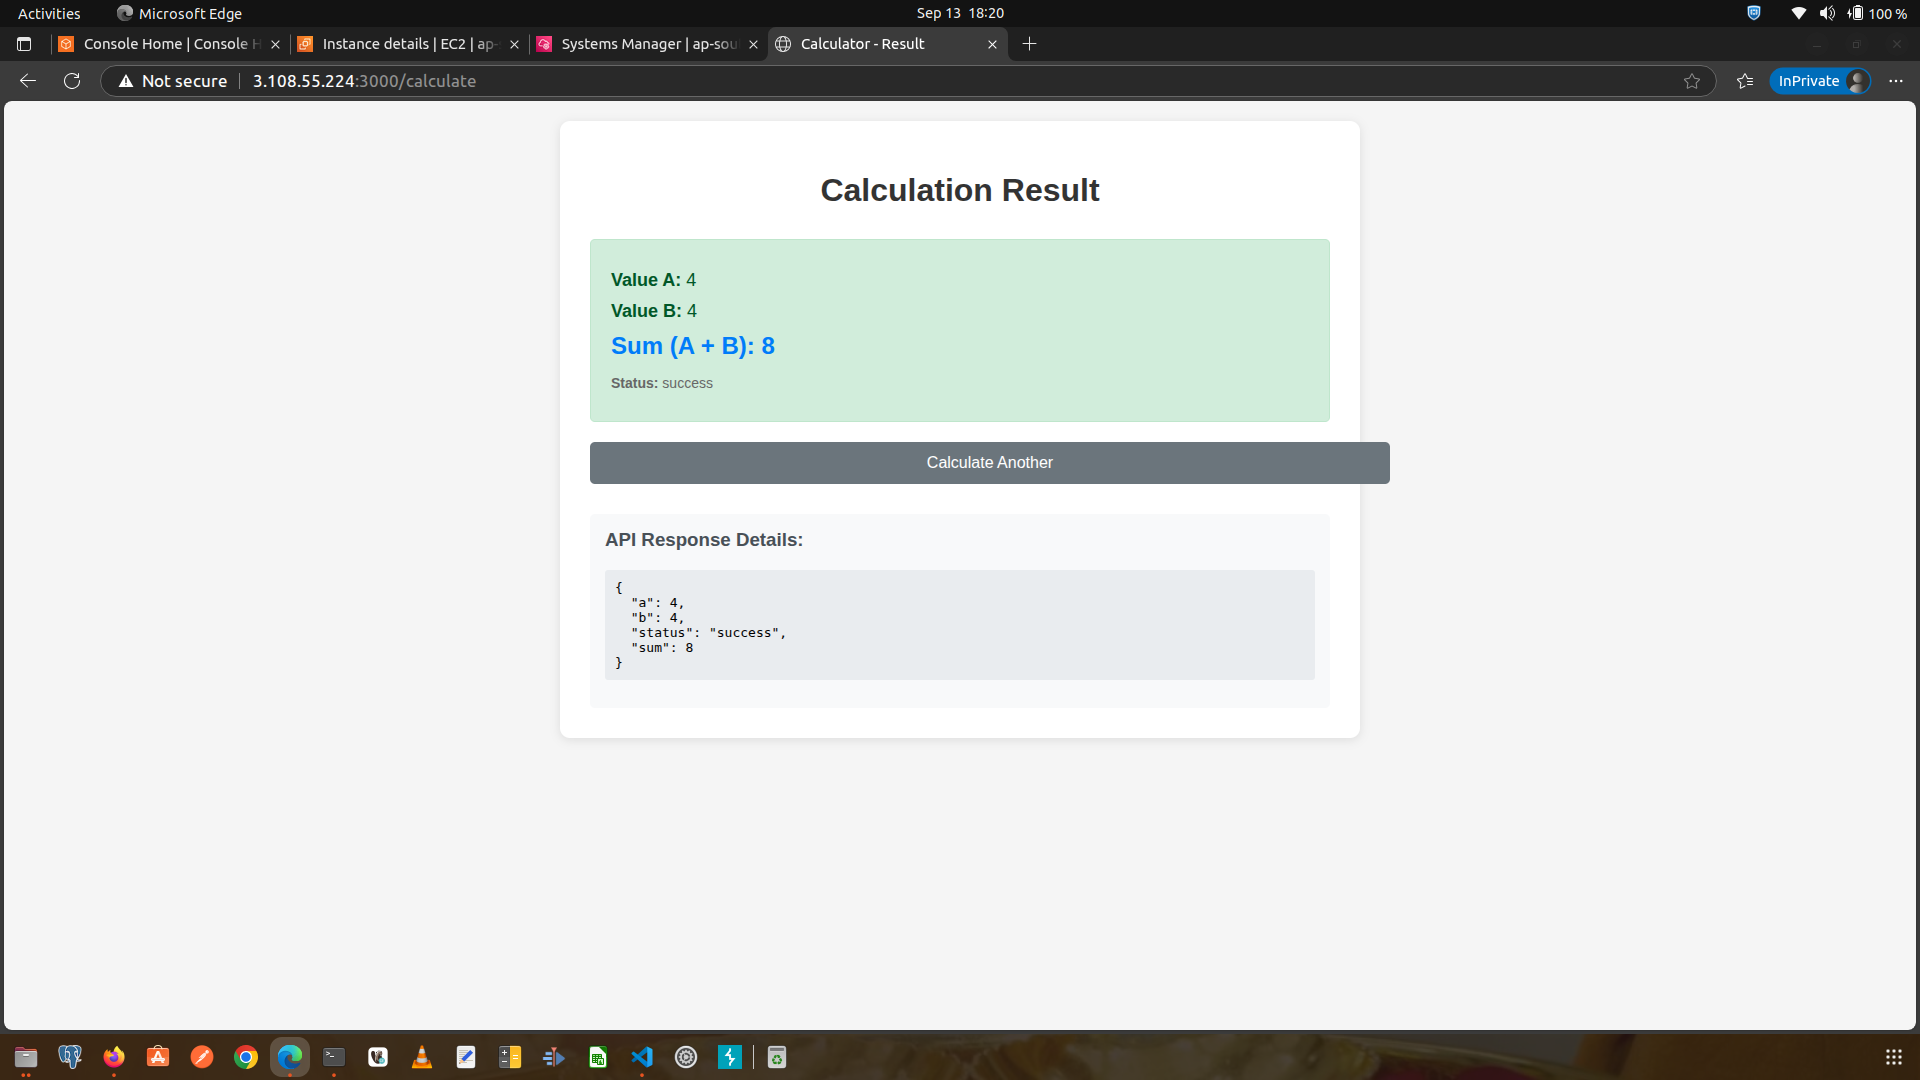 Activities
Microsoft Edge
Sep 13 18:20
100 %
Console Home | Console H
Instance details | EC2 | ap-
Systems Manager | ap-sou
Calculator - Result
Not secure
3.108.55.224:3000/calculate
InPrivate
Calculation Result
Value A: 4
Value B: 4
Sum (A + B): 8
Status: success
Calculate Another
API Response Details:
{
"a": 4,
"b": 4,
"status": "success",
"sum": 8
}